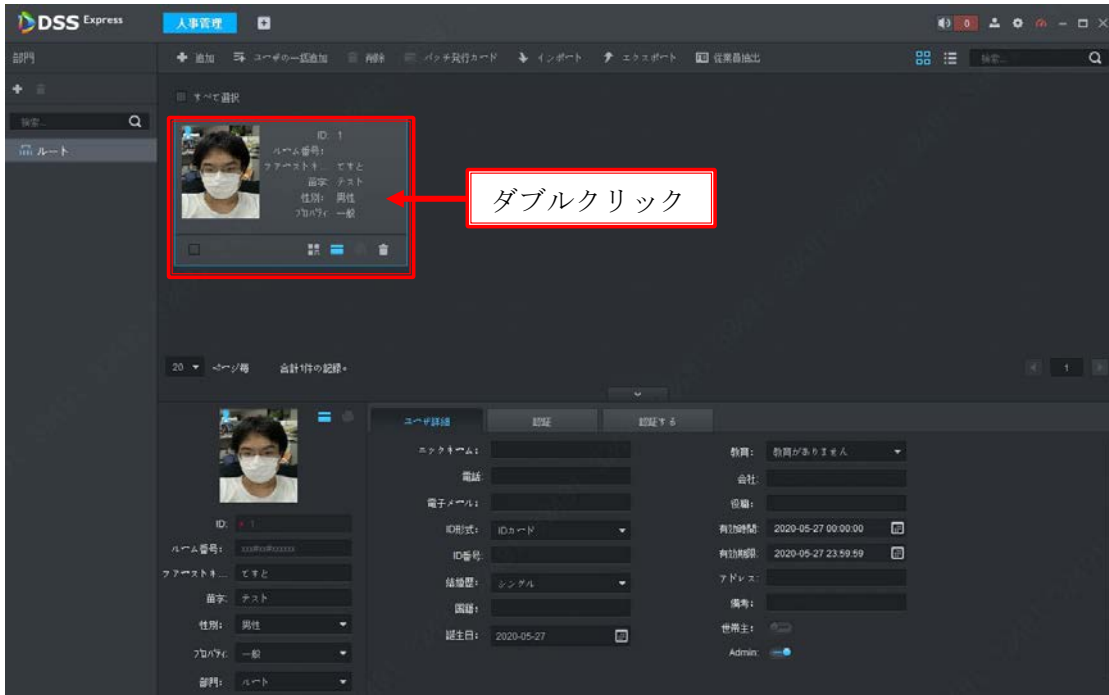 DSS Express 人事管理 0
部門 追加 ユーザの一括追加 削除 バッチ発行カード インポート エクスポート 従業員抽出 検索...
すべて選択
検索...
ルート
ID: 1
ルーム番号:
ファーストネ... てすと
苗字: テスト
性別: 男性
プロパティ: 一般
ダブルクリック
20 ページ毎 合計1件の記録。 1
ユーザ詳細 認証 認証する
ID: * 1
ルーム番号: xxx#xx#xxxxxx
ファーストネ... てすと
苗字: テスト
性別: 男性
プロパティ: 一般
部門: ルート
ニックネーム:
電話:
電子メール:
ID形式: IDカード
ID番号:
結婚歴: シングル
国籍:
誕生日: 2020-05-27
教育: 教育がありません
会社:
役職:
有効時間: 2020-05-27 00:00:00
有効期限: 2020-05-27 23:59:59
アドレス:
備考:
世帯主:
Admin: